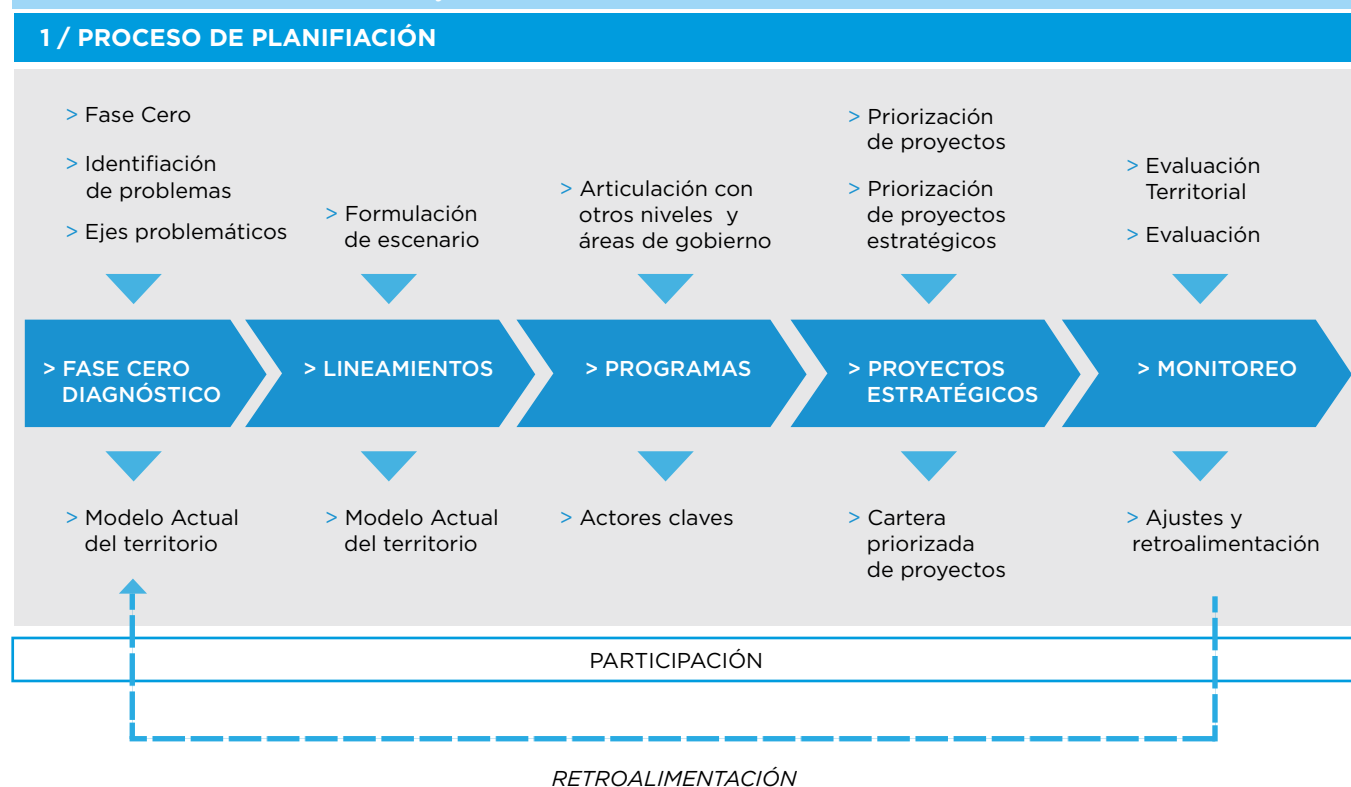 1 / PROCESO DE PLANIFIACIÓN
> Fase Cero
> Identifiación
de problemas
> Ejes problemáticos
> Formulación
de escenario
> Articulación con
otros niveles y
áreas de gobierno
> Priorización
de proyectos
> Priorización
de proyectos
estratégicos
> Evaluación
Territorial
> Evaluación
> FASE CERO
DIAGNÓSTICO
> LINEAMIENTOS
> PROGRAMAS
> PROYECTOS
ESTRATÉGICOS
> MONITOREO
> Modelo Actual
del territorio
> Modelo Actual
del territorio
> Actores claves
> Cartera
priorizada
de proyectos
> Ajustes y
retroalimentación
PARTICIPACIÓN
RETROALIMENTACIÓN